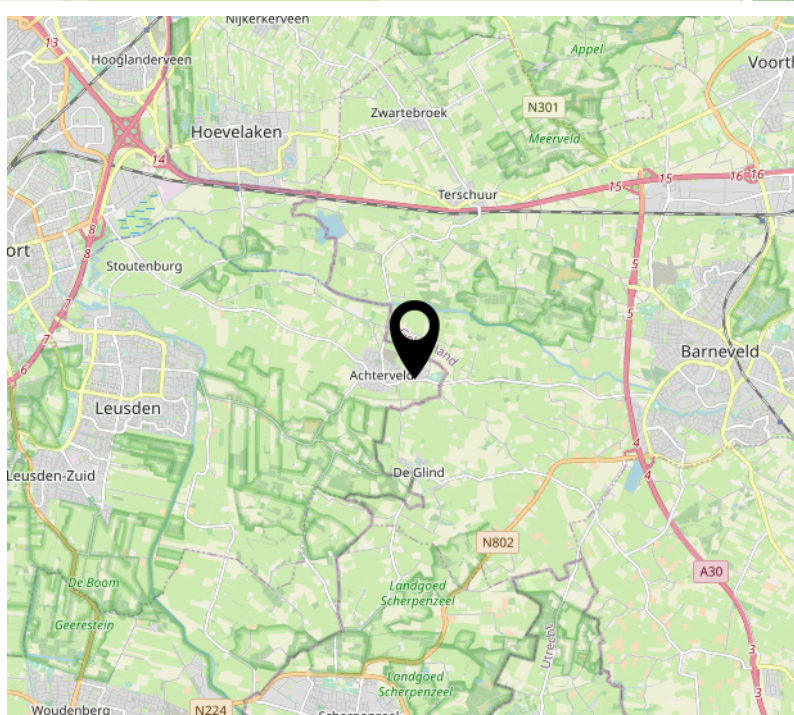 Nijkerkerveen
13
Hooglanderveen
Appel
Voorth
N301
Zwartebroek
Hoevelaken
Meerveld
14
16
16
15
15
Terschuur
8
ort
8
Stoutenburg
5
7
5
7
Barneveld
6
Achterveld
Leusden
4
De Glind
4
Leusden-Zuid
N802
A30
De Boom
Landgoed
Scherpenzeel
Geerestein
Utrecht
3
Landgoed
Scherpenzeel
3
Woudenberg
N224
Scherpenzeel